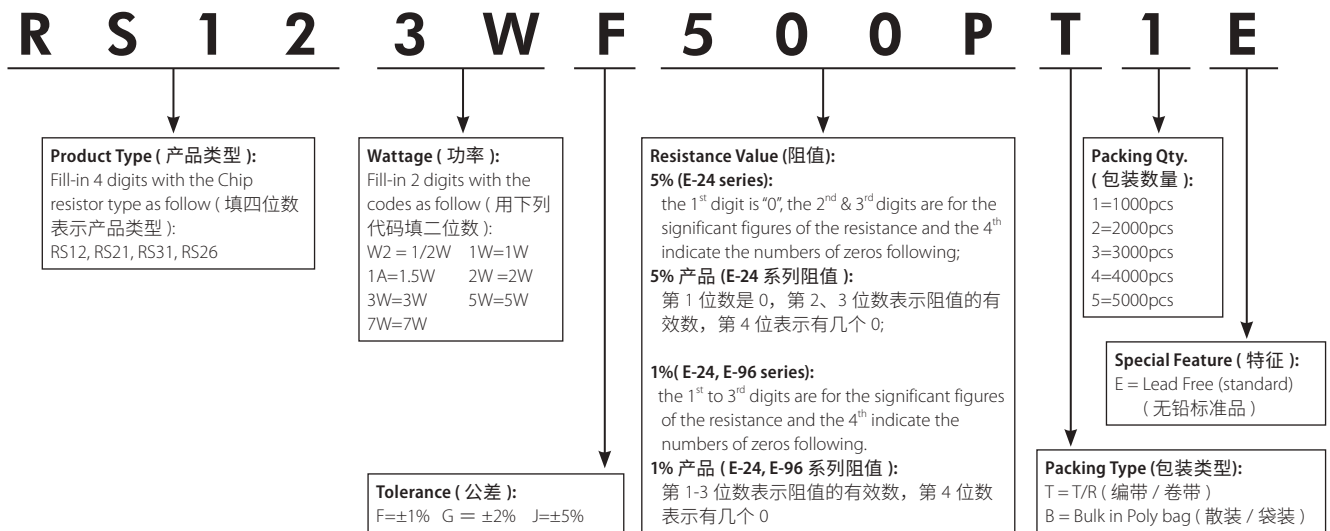 R S 1 2 3 W F 5 0 0 P T 1 E
Product Type ( 产品类型 ):
Fill-in 4 digits with the Chip
resistor type as follow ( 填四位数
表示产品类型 ):
RS12, RS21, RS31, RS26
Wattage ( 功率 ):
Fill-in 2 digits with the
codes as follow ( 用下列
代码填二位数 ):
W2 = 1/2W 1W=1W
1A=1.5W 2W =2W
3W=3W 5W=5W
7W=7W
Tolerance ( 公差 ):
F=±1% G = ±2% J=±5%
Resistance Value (阻值):
5% (E-24 series):
the 1st digit is "0", the 2nd & 3rd digits are for the
significant figures of the resistance and the 4th
indicate the numbers of zeros following;
5% 产品 (E-24 系列阻值 ):
第 1 位数是 0，第 2、3 位数表示阻值的有
效数，第 4 位表示有几个 0;
1%( E-24, E-96 series):
the 1st to 3rd digits are for the significant figures
of the resistance and the 4th indicate the
numbers of zeros following.
1% 产品 ( E-24, E-96 系列阻值 ):
第 1-3 位数表示阻值的有效数，第 4 位数
表示有几个 0
Packing Qty.
( 包装数量 ):
1=1000pcs
2=2000pcs
3=3000pcs
4=4000pcs
5=5000pcs
Special Feature ( 特征 ):
E = Lead Free (standard)
( 无铅标准品 )
Packing Type (包装类型):
T = T/R ( 编带 / 卷带 )
B = Bulk in Poly bag ( 散装 / 袋装 )